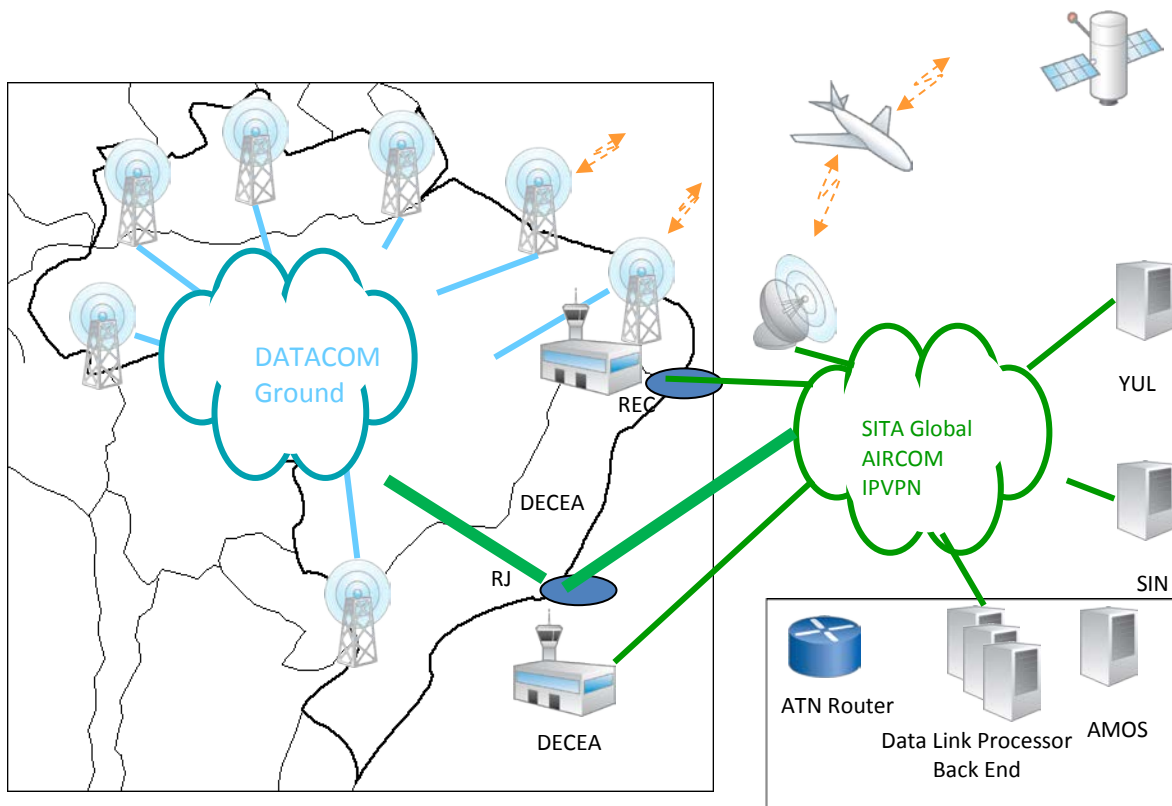 DATACOM
Ground
REC
DECEA
RJ
DECEA
SITA Global
AIRCOM
IPVPN
YUL
SIN
ATN Router
Data Link Processor
Back End
AMOS